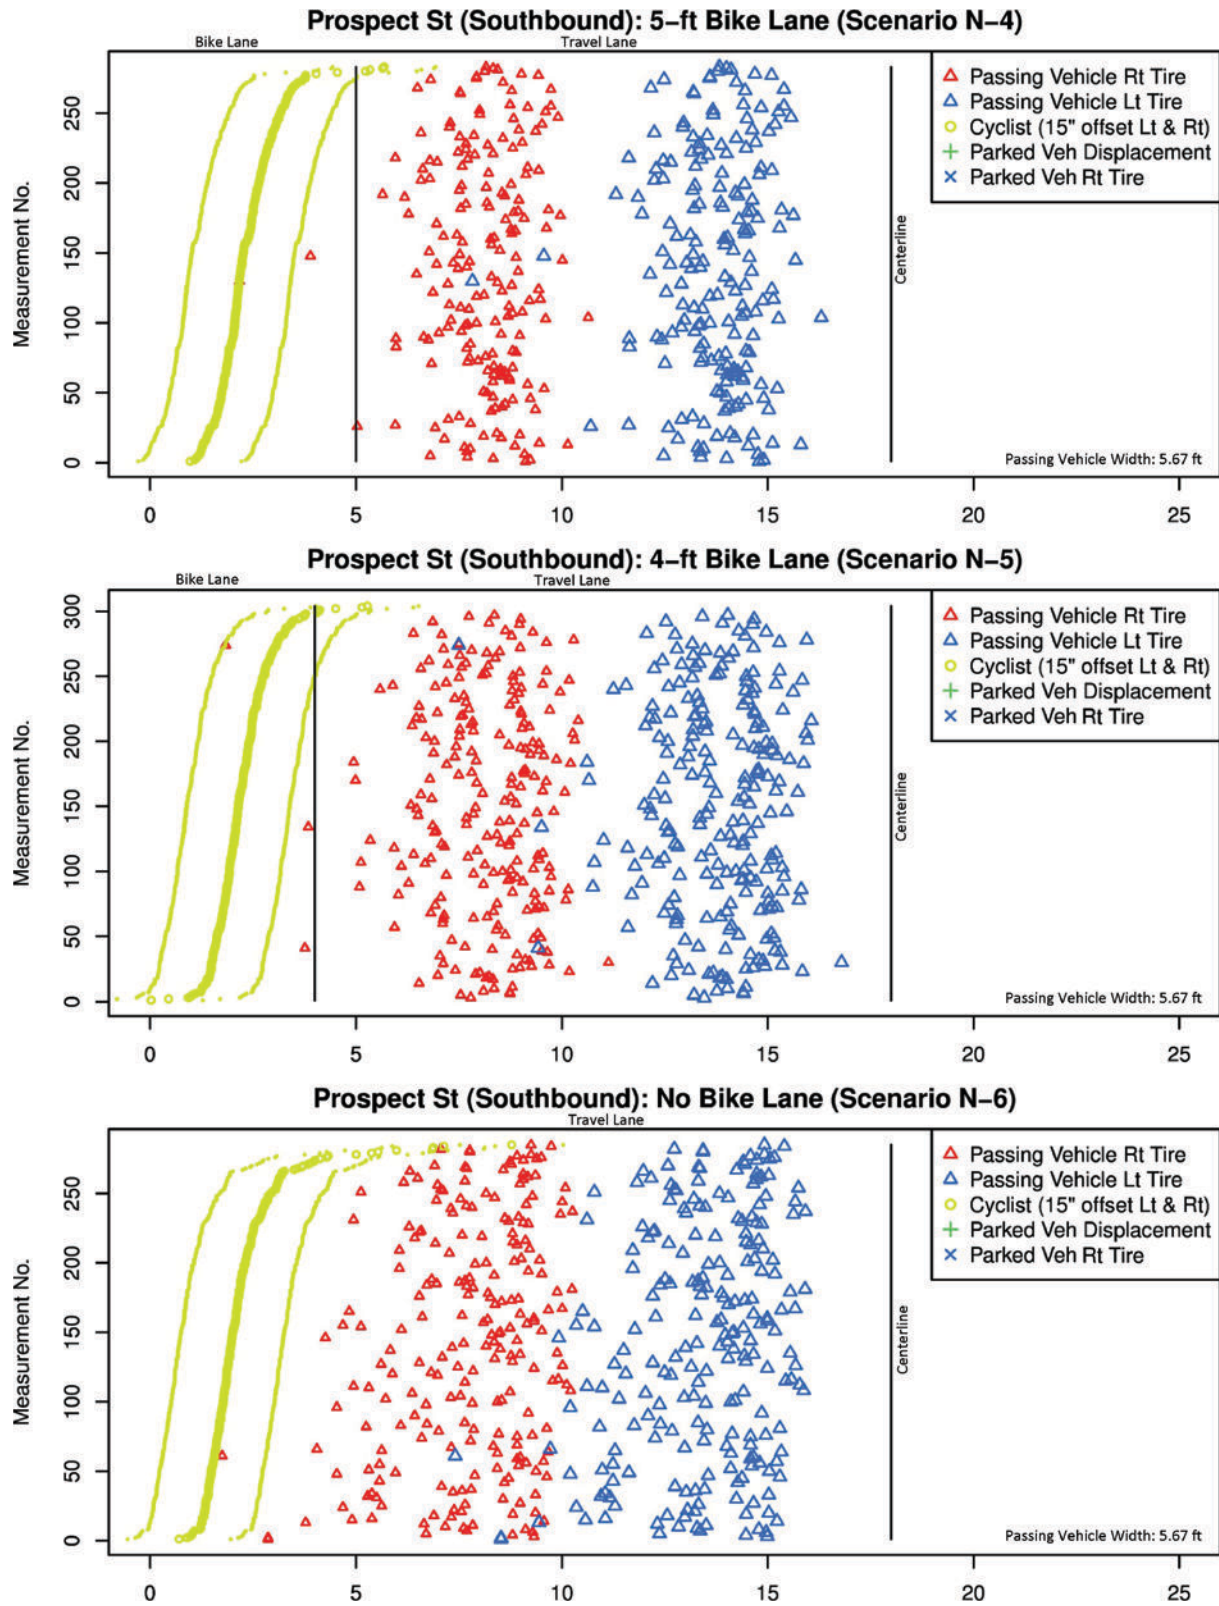 Prospect St (Southbound): 5-ft Bike Lane (Scenario N-4)
Bike Lane
Travel Lane
Passing Vehicle Rt Tire
Passing Vehicle Lt Tire
Cyclist (15" offset Lt & Rt)
Parked Veh Displacement
Parked Veh Rt Tire
Measurement No.
0
50
100
150
200
250
Centerline
Passing Vehicle Width: 5.67 ft
0 5 10 15 20 25
Prospect St (Southbound): 4-ft Bike Lane (Scenario N-5)
Bike Lane
Travel Lane
Passing Vehicle Rt Tire
Passing Vehicle Lt Tire
Cyclist (15" offset Lt & Rt)
Parked Veh Displacement
Parked Veh Rt Tire
Measurement No.
0
50
100
150
200
250
300
Centerline
Passing Vehicle Width: 5.67 ft
0 5 10 15 20 25
Prospect St (Southbound): No Bike Lane (Scenario N-6)
Travel Lane
Passing Vehicle Rt Tire
Passing Vehicle Lt Tire
Cyclist (15" offset Lt & Rt)
Parked Veh Displacement
Parked Veh Rt Tire
Measurement No.
0
50
100
150
200
250
Centerline
Passing Vehicle Width: 5.67 ft
0 5 10 15 20 25